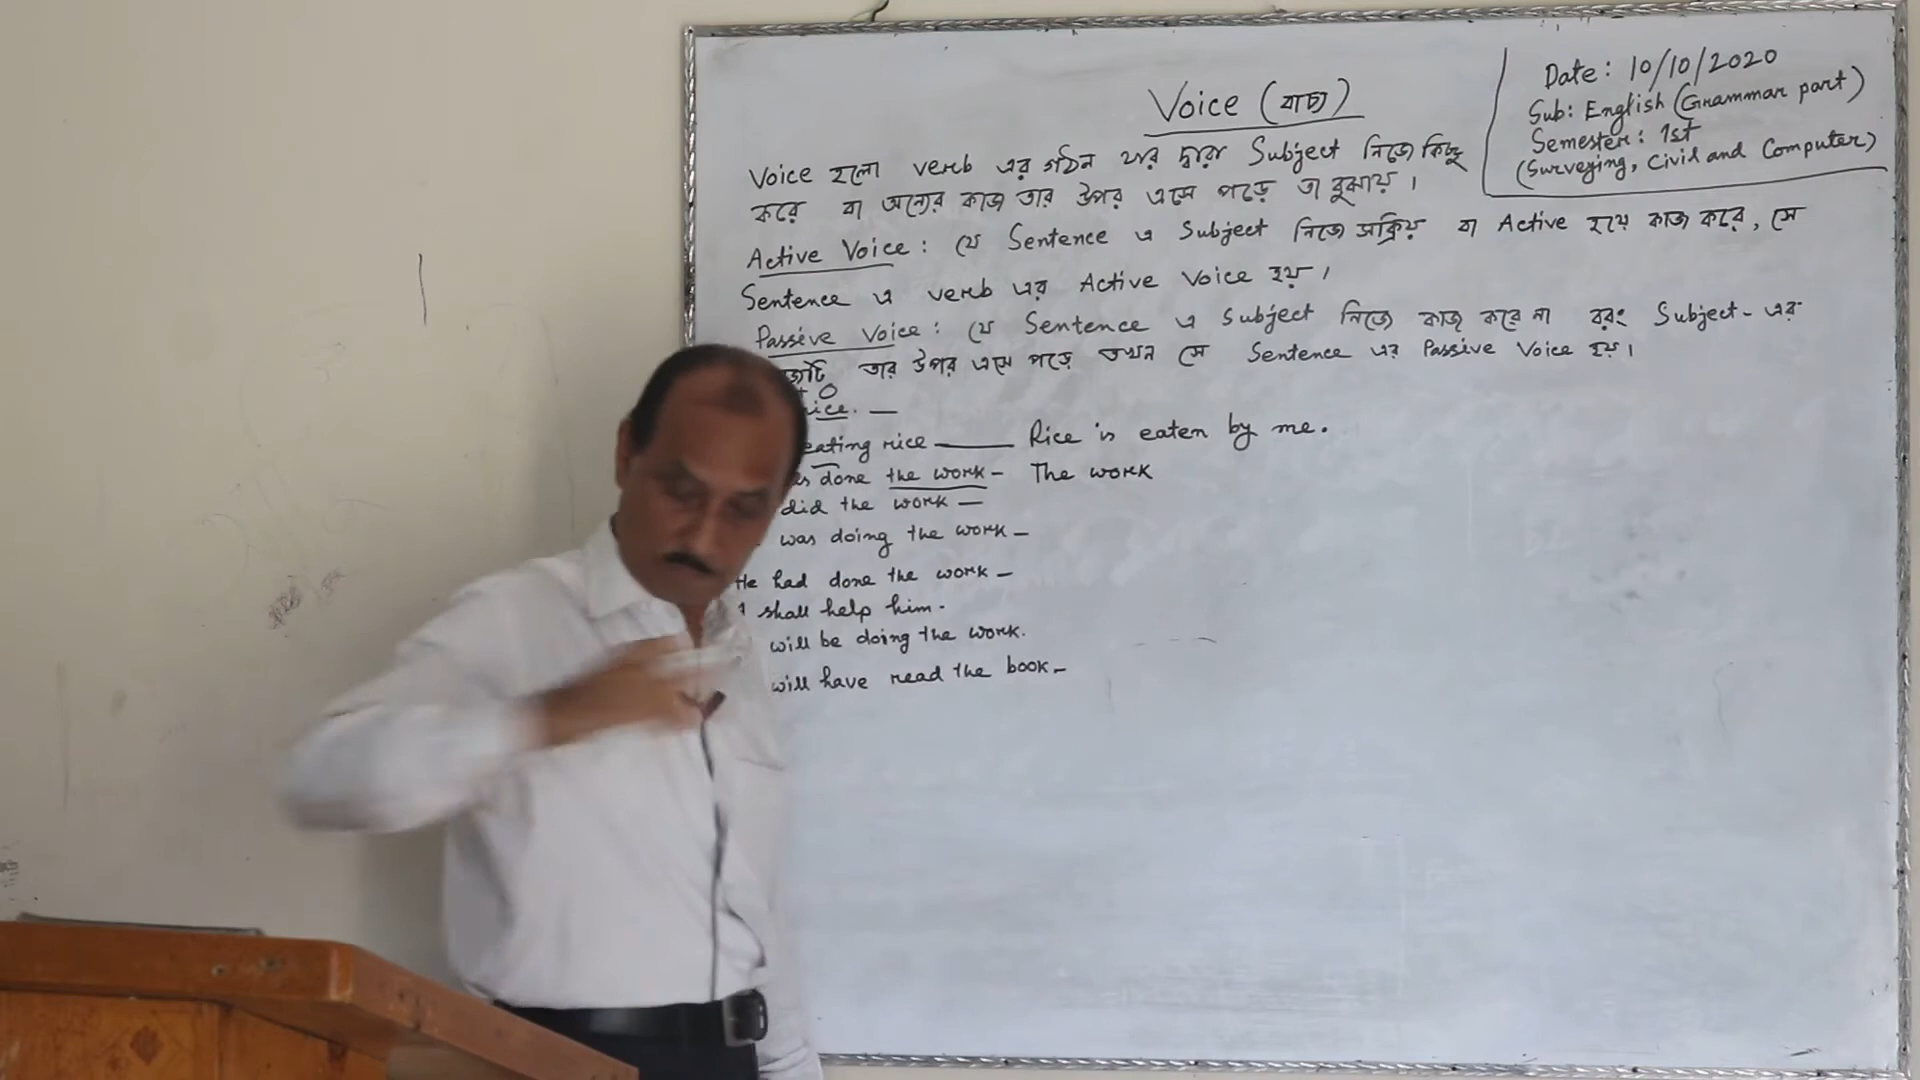 Voice (বাচ্য)
Date: 10/10/2020
Sub: English (Grammar part)
Semester: 1st
(Surveying, Civil and Computer)
Voice হলো verb এর গঠন যার দ্বারা Subject নিজে কিছু
করে বা অন্যের কাজ তার উপর এসে পড়ে তা বুঝায়।
Active Voice: যে Sentence এ Subject নিজে সক্রিয় বা Active হয়ে কাজ করে, সে
Sentence এ verb এর Active Voice হয়।
Passive Voice: যে Sentence এ Subject নিজে কাজ করে না বরং Subject-এর
তার উপর এসে পড়ে তখন সে Sentence এর Passive Voice হয়।
+ O
rice. —
eating rice — Rice is eaten by me.
done the work - The work
did the work —
was doing the work —
He had done the work —
I shall help him.
will be doing the work.
will have read the book -